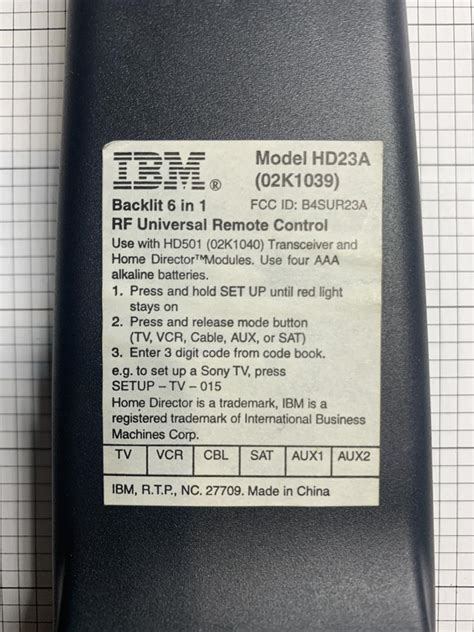 IBM®
Model HD23A
(02K1039)
Backlit 6 in 1
FCC ID: B4SUR23A
RF Universal Remote Control
Use with HD501 (02K1040) Transceiver and
Home Director™Modules. Use four AAA
alkaline batteries.
1. Press and hold SET UP until red light
stays on
2. Press and release mode button
(TV, VCR, Cable, AUX, or SAT)
3. Enter 3 digit code from code book.
e.g. to set up a Sony TV, press
SETUP – TV – 015
Home Director is a trademark, IBM is a
registered trademark of International Business
Machines Corp.
TV VCR CBL SAT AUX1 AUX2
IBM, R.T.P., NC. 27709. Made in China